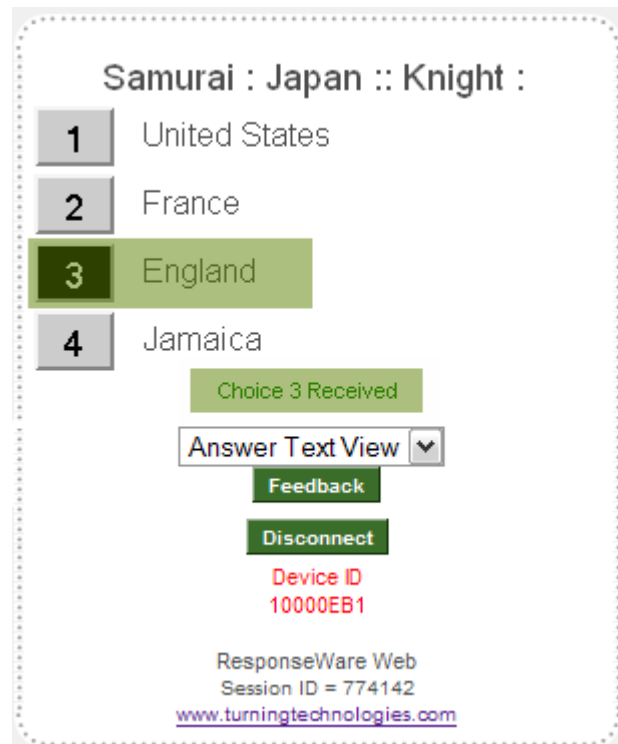 Samurai : Japan :: Knight :
1 United States
2 France
3 England
4 Jamaica
Choice 3 Received
Answer Text View
Feedback
Disconnect
Device ID
10000EB1
ResponseWare Web
Session ID = 774142
www.turningtechnologies.com